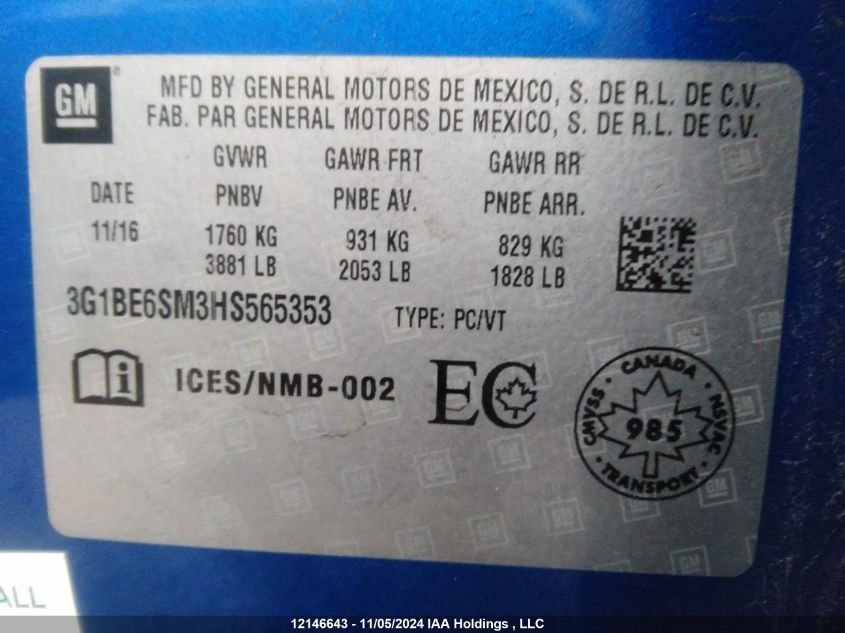 GM
MFD BY GENERAL MOTORS DE MEXICO, S. DE R.L. DE C.V.
FAB. PAR GENERAL MOTORS DE MEXICO, S. DE R.L. DE C.V.
GVWR GAWR FRT GAWR RR
DATE PNBV PNBE AV. PNBE ARR.
11/16 1760 KG 931 KG 829 KG
3881 LB 2053 LB 1828 LB
3G1BE6SM3HS565353 TYPE: PC/VT
ICES/NMB-002 EC
CMVSS • CANADA • NSVAC
985
• TRANSPORT •
ALL
12146643 - 11/05/2024 IAA Holdings , LLC